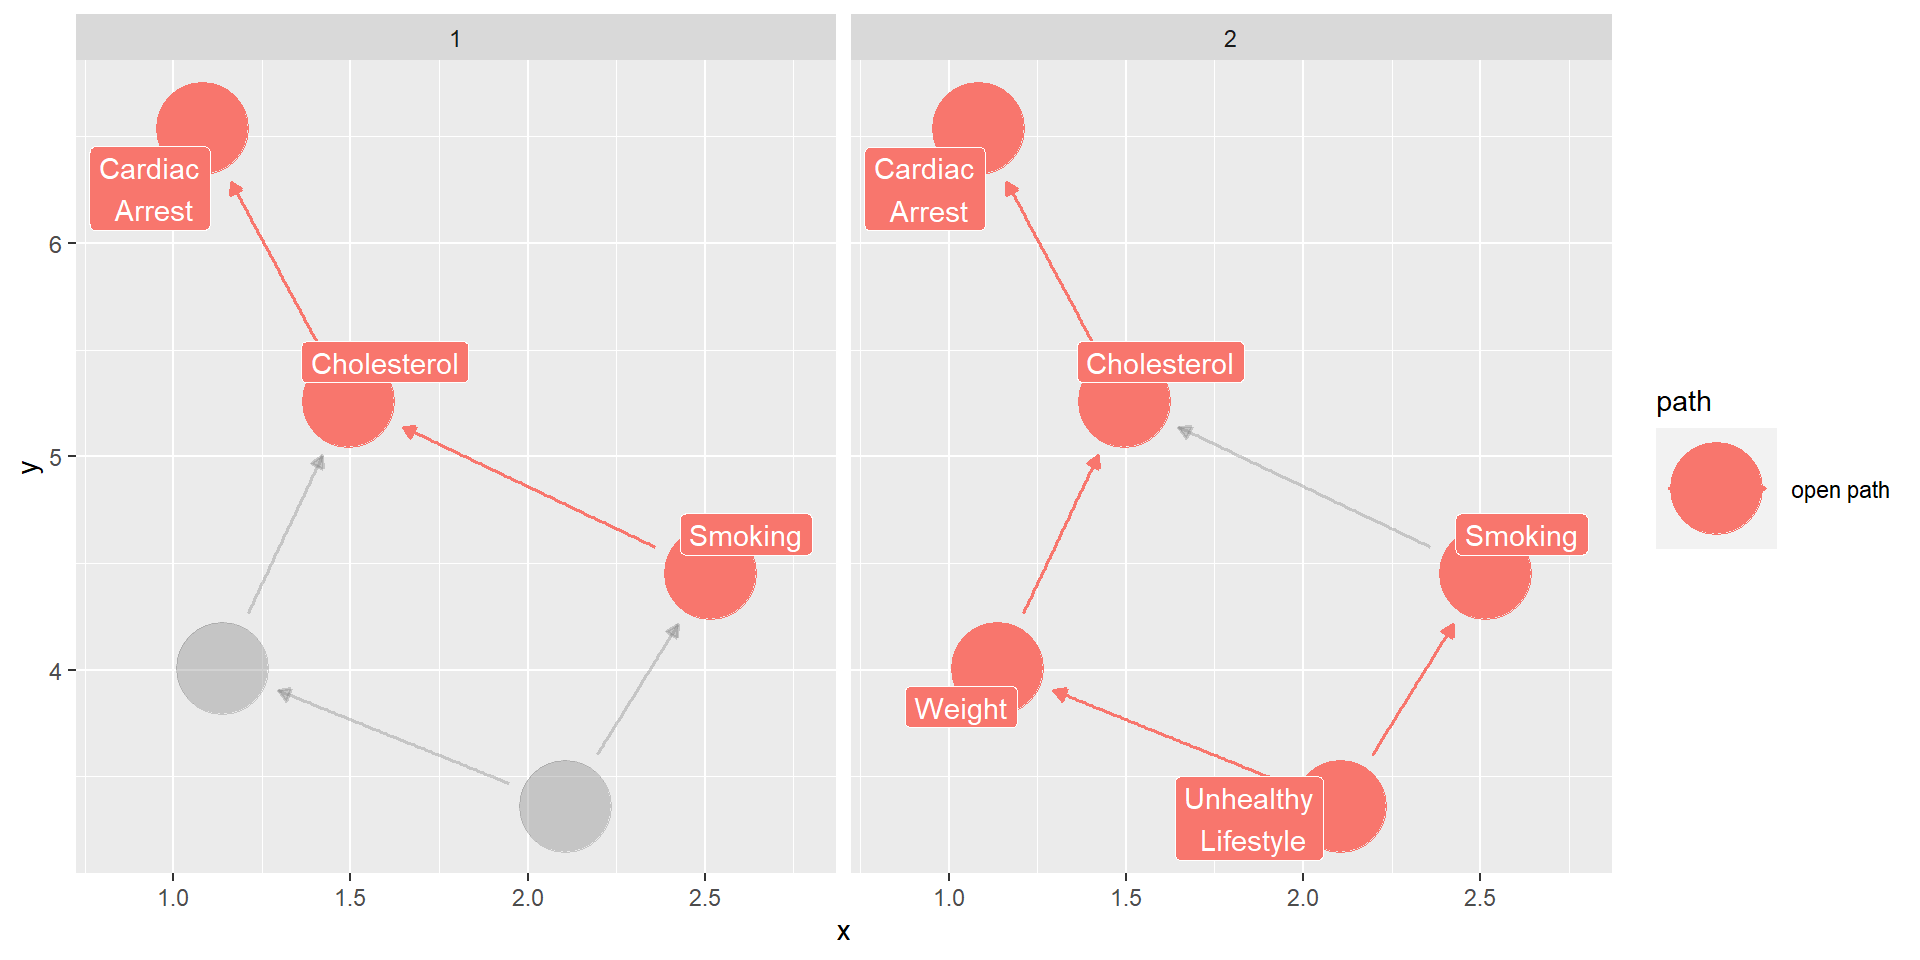 1
2
Cardiac
Arrest
Cholesterol
Smoking
Cardiac
Arrest
Cholesterol
Smoking
Weight
Unhealthy
Lifestyle
6
5
4
y
1.0
1.5
2.0
2.5
1.0
1.5
2.0
2.5
x
path
open path